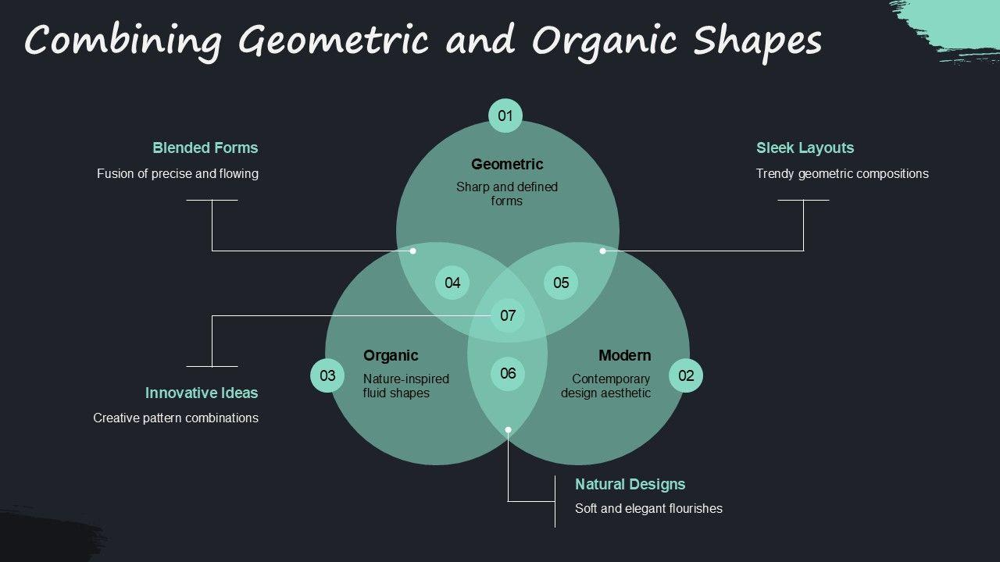 Combining Geometric and Organic Shapes
01
Geometric
Sharp and defined
forms
Blended Forms
Fusion of precise and flowing
Sleek Layouts
Trendy geometric compositions
04
05
07
06
03
Organic
Nature-inspired
fluid shapes
Modern
Contemporary
design aesthetic
02
Innovative Ideas
Creative pattern combinations
Natural Designs
Soft and elegant flourishes